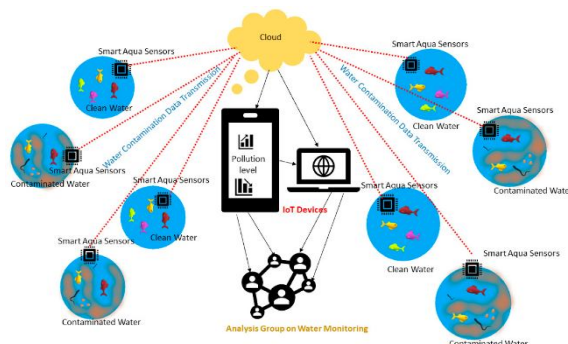 Cloud
Smart Aqua Sensors
Clean Water
Smart Aqua Sensors
Contaminated Water
Smart Aqua Sensors
Clean Water
Smart Aqua Sensors
Contaminated Water
Water Contamination Data Transmission
Pollution
level
IoT Devices
Analysis Group on Water Monitoring
Water Contamination Data Transmission
Smart Aqua Sensors
Clean Water
Smart Aqua Sensors
Contaminated Water
Smart Aqua Sensors
Clean Water
Smart Aqua Sensors
Contaminated Water